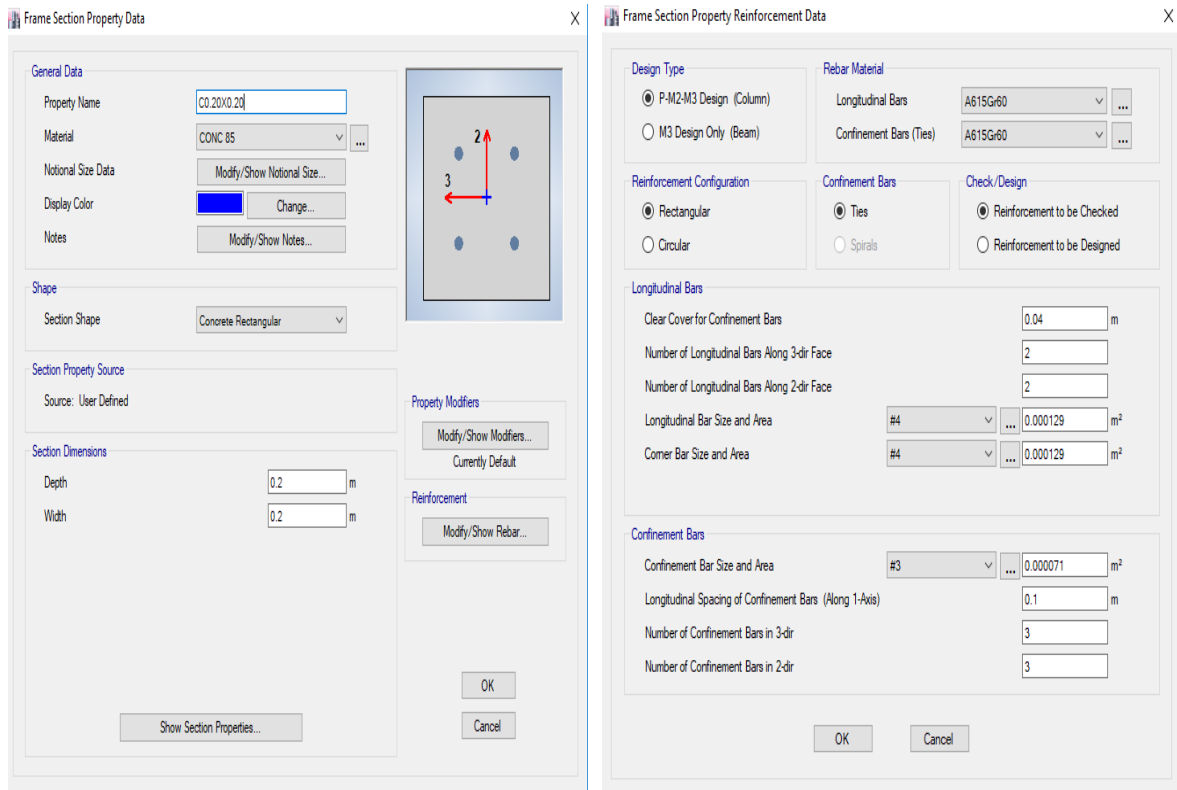 Frame Section Property Data X
General Data
Property Name C0.20X0.20
Material CONC 85 ...
Notional Size Data Modify/Show Notional Size...
Display Color Change...
Notes Modify/Show Notes...
2
3
Shape
Section Shape Concrete Rectangular
Section Property Source
Source: User Defined
Property Modifiers
Modify/Show Modifiers...
Currently Default
Section Dimensions
Depth 0.2 m
Width 0.2 m
Reinforcement
Modify/Show Rebar...
Show Section Properties...
OK
Cancel
Frame Section Property Reinforcement Data X
Design Type
P-M2-M3 Design (Column)
M3 Design Only (Beam)
Rebar Material
Longitudinal Bars A615Gr60 ...
Confinement Bars (Ties) A615Gr60 ...
Reinforcement Configuration
Rectangular
Circular
Confinement Bars
Ties
Spirals
Check/Design
Reinforcement to be Checked
Reinforcement to be Designed
Longitudinal Bars
Clear Cover for Confinement Bars 0.04 m
Number of Longitudinal Bars Along 3-dir Face 2
Number of Longitudinal Bars Along 2-dir Face 2
Longitudinal Bar Size and Area #4 ... 0.000129 m²
Corner Bar Size and Area #4 ... 0.000129 m²
Confinement Bars
Confinement Bar Size and Area #3 ... 0.000071 m²
Longitudinal Spacing of Confinement Bars (Along 1-Axis) 0.1 m
Number of Confinement Bars in 3-dir 3
Number of Confinement Bars in 2-dir 3
OK Cancel